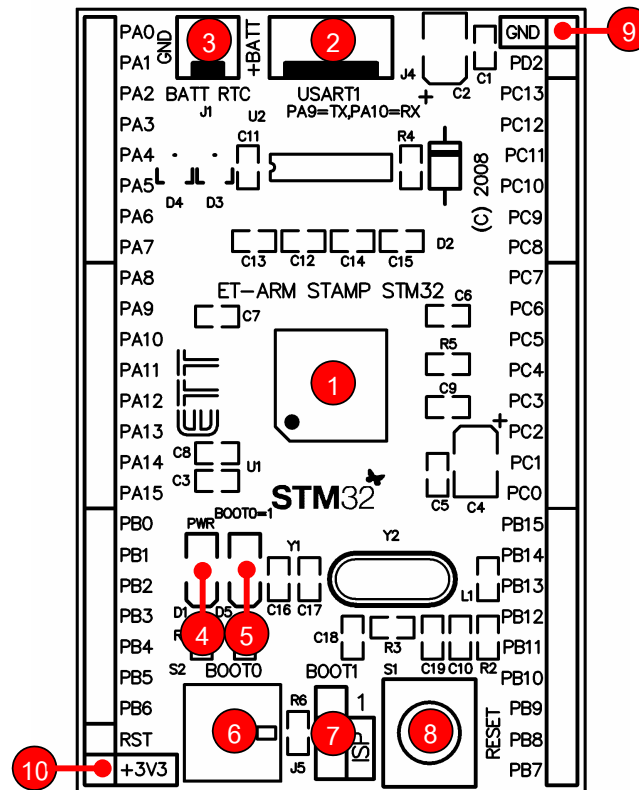 PA0
PA1
PA2
PA3
PA4
PA5
PA6
PA7
PA8
PA9
PA10
PA11
PA12
PA13
PA14
PA15
PB0
PB1
PB2
PB3
PB4
PB5
PB6
RST
+3V3
10
GND
3
+BATT
BATT RTC
J1
2
USART1
PA9=TX,PA10=RX
J4
+
C2
C1
U2
C11
R4
D4
D3
(C) 2008
D2
C13
C12
C14
C15
ET-ARM STAMP STM32
C7
C6
R5
C9
1
ETT
C8
C3
U1
+
C5
C4
STM32
PWR
BOOT0=1
Y1
Y2
L1
D1
D5
C16
C17
4
5
R
C18
R3
C19
C10
R2
S2
BOOT0
BOOT1
S1
6
R6
J5
7
1
ISP
8
RESET
9
GND
PD2
PC13
PC12
PC11
PC10
PC9
PC8
PC7
PC6
PC5
PC4
PC3
PC2
PC1
PC0
PB15
PB14
PB13
PB12
PB11
PB10
PB9
PB8
PB7